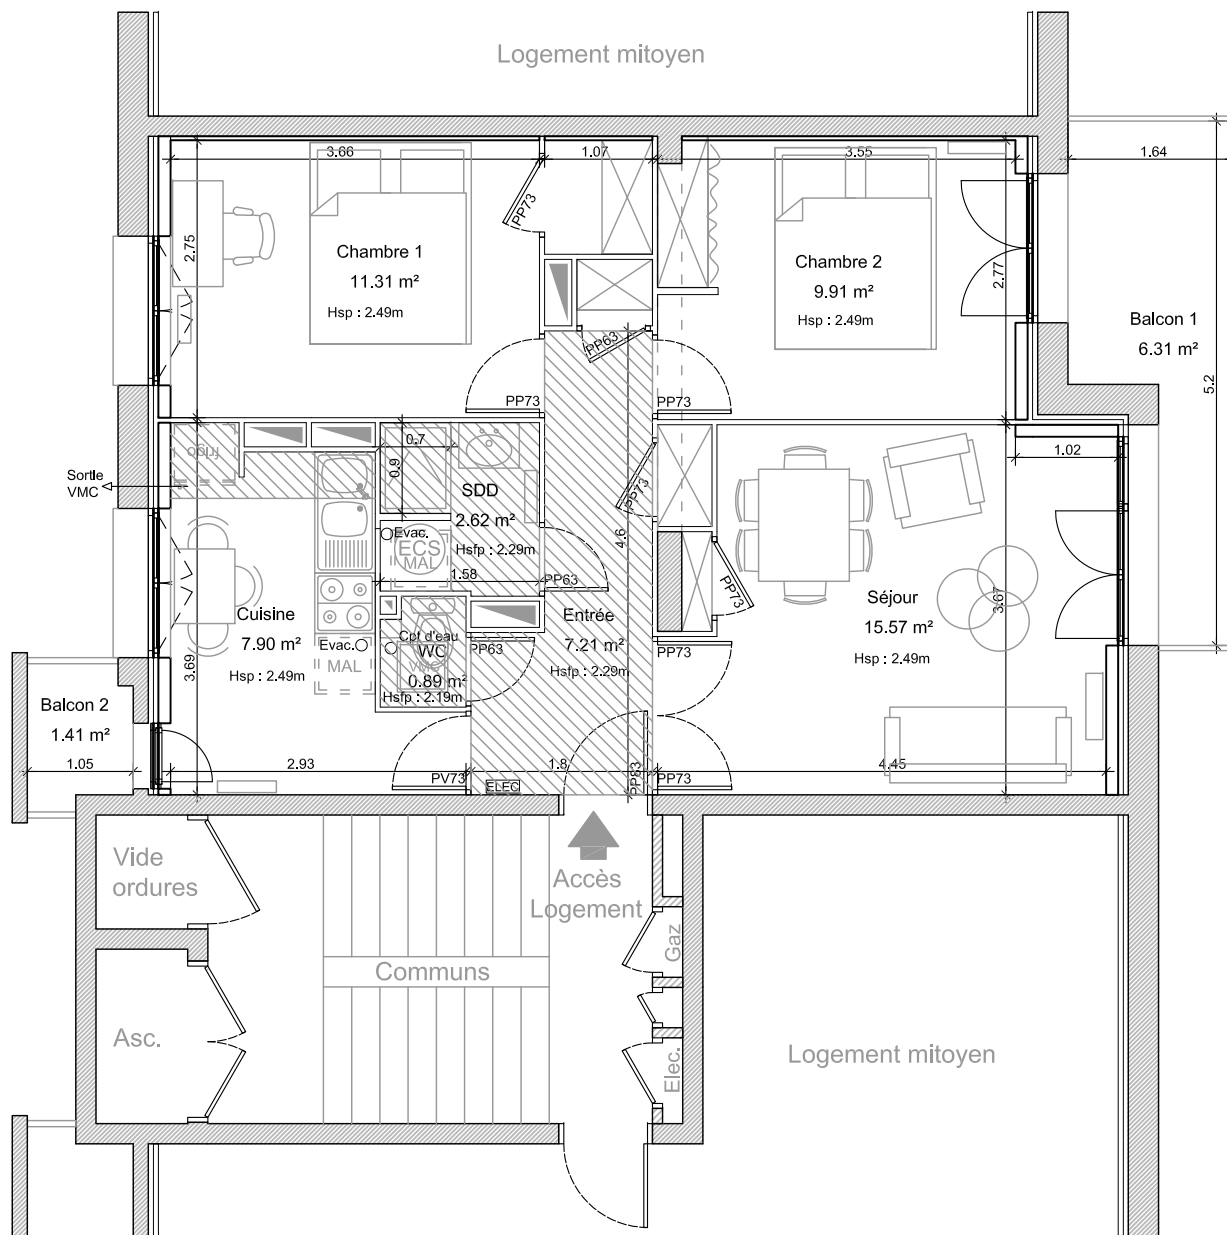 Logement mitoyen
3.66
1.07
3.55
1.64
PP73
2.75
Chambre 1
11.31 m²
Hsp : 2.49m
Chambre 2
9.91 m²
Hsp : 2.49m
2.77
Balcon 1
6.31 m²
5.2
PP63
PP73
PP73
frigo
0.7
0.9
Sortie
VMC
SDD
2.62 m²
Hsfp : 2.29m
PP73
1.02
Evac.
ECS
MAL
4.6
1.58
PP63
PP73
Cuisine
7.90 m²
Hsp : 2.49m
Evac.
MAL
3.69
Cpt d'eau
WC
VMC
0.89 m²
Hsfp : 2.19m
PP63
Entrée
7.21 m²
Hsfp : 2.29m
PP73
Séjour
15.57 m²
Hsp : 2.49m
3.67
Balcon 2
1.41 m²
1.05
2.93
PV73
1.8
ELEC
PP83
PP73
4.45
Vide
ordures
Accès
Logement
Gaz
Communs
Asc.
Elec.
Logement mitoyen